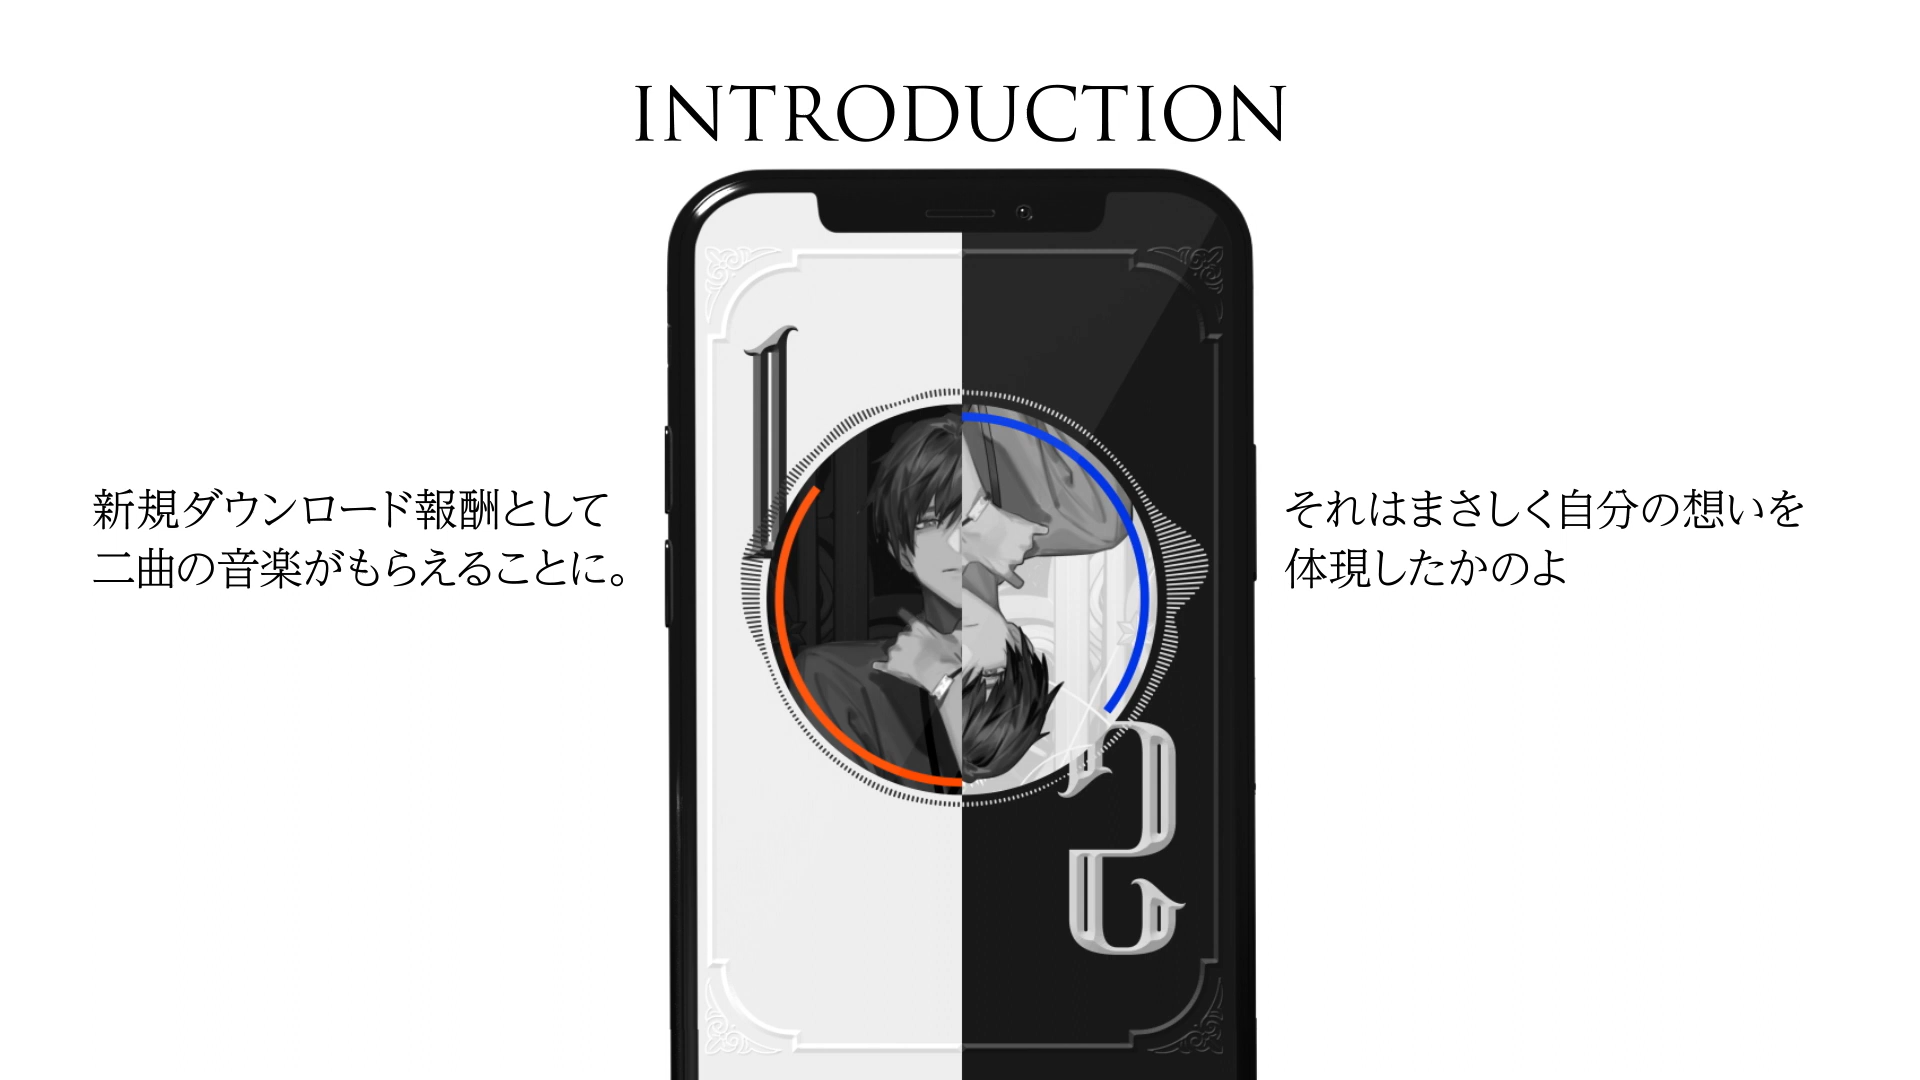 INTRODUCTION
1
新規ダウンロード報酬として
二曲の音楽がもらえることに。
それはまさしく自分の想いを
体現したかのよ
2